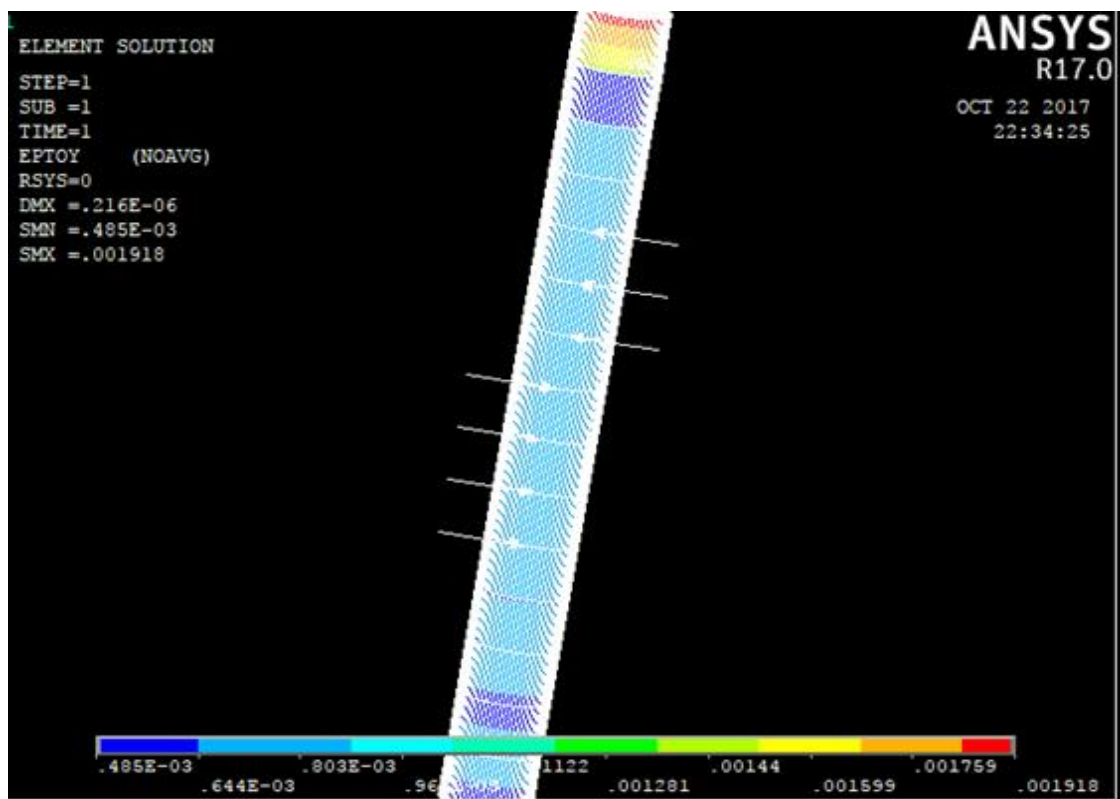 ELEMENT SOLUTION
STEP=1
SUB =1
TIME=1
EPTOY (NOAVG)
RSYS=0
DMX =.216E-06
SMN =.485E-03
SMX =.001918
ANSYS
R17.0
OCT 22 2017
22:34:25
.485E-03 .803E-03 1122 .00144 .001759
.644E-03 .001281 .001599 .001918